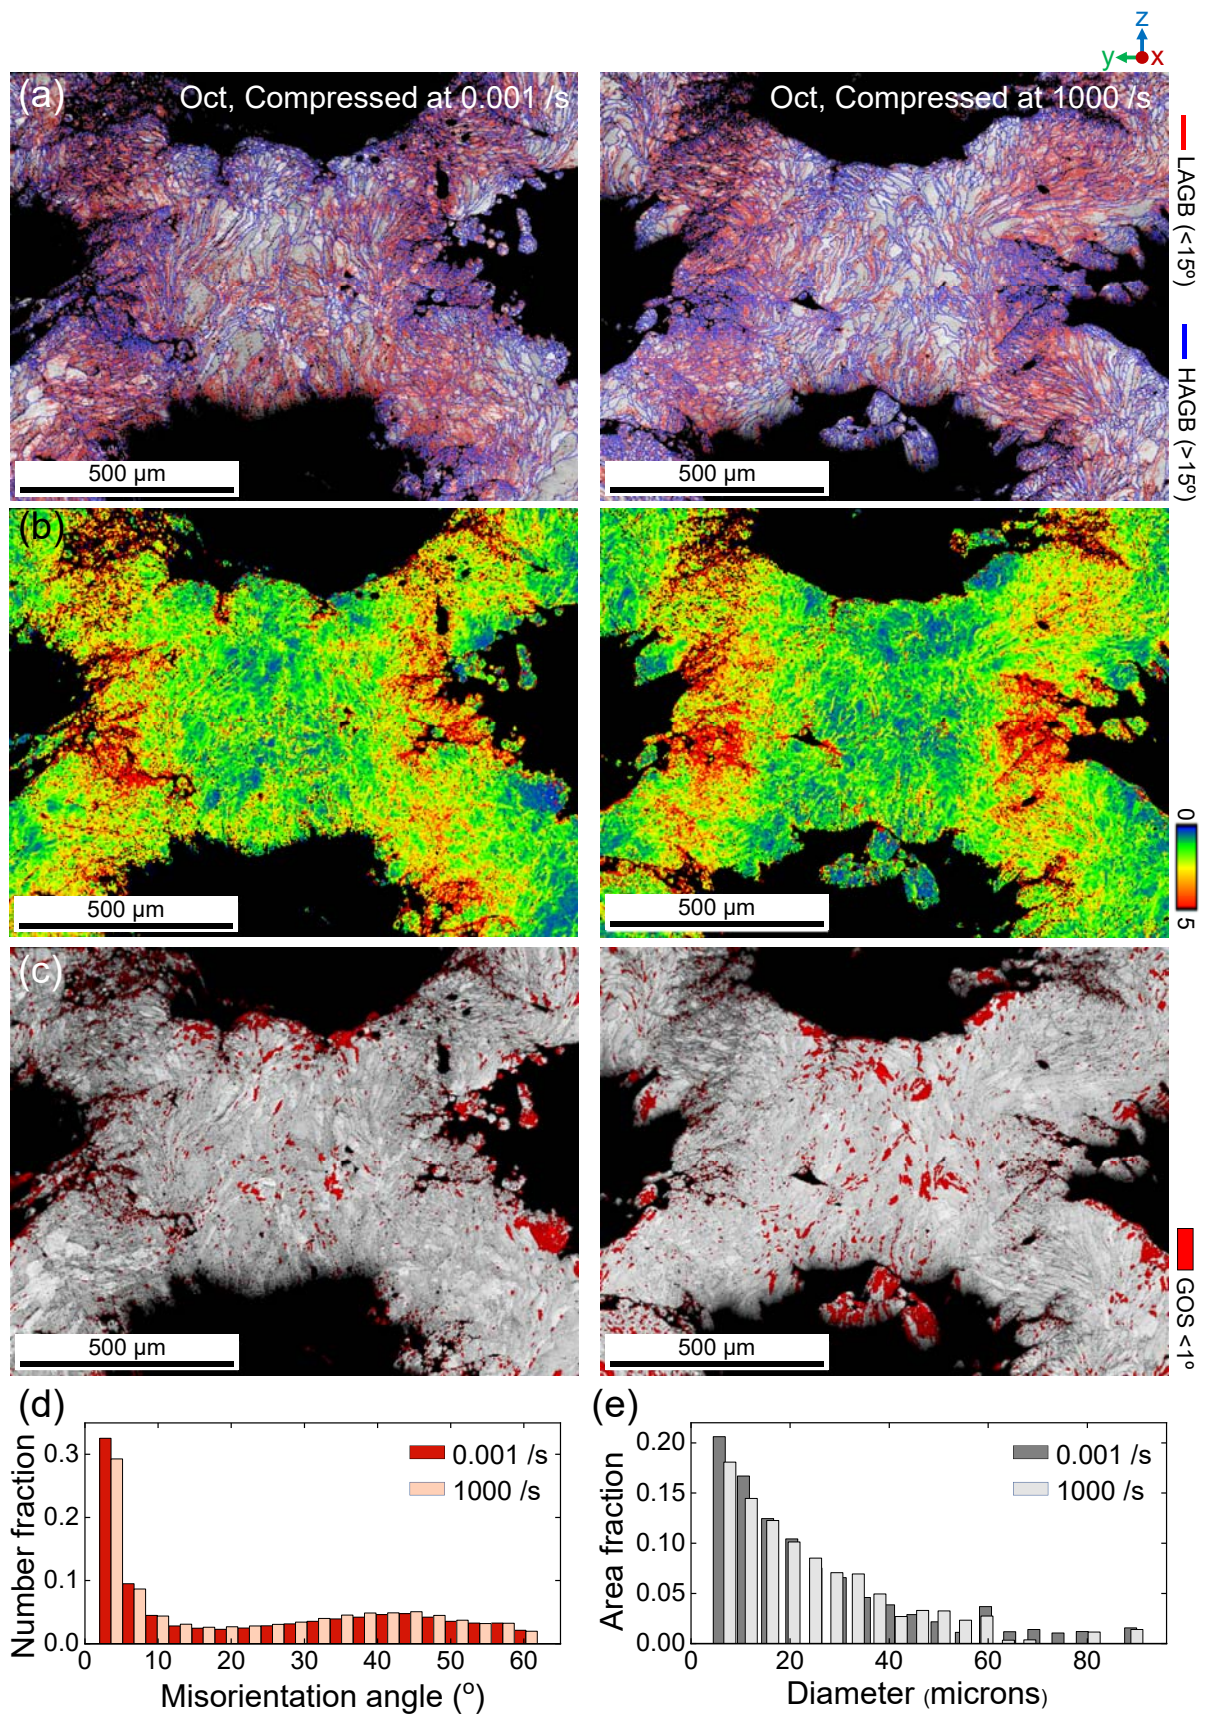 z
y x
(a) Oct, Compressed at 0.001 /s
Oct, Compressed at 1000 /s
LAGB (<15º)
HAGB (>15º)
500 µm
500 µm
(b)
0
5
500 µm
500 µm
(c)
GOS <1º
500 µm
500 µm
(d)
Number fraction
0.3
0.2
0.1
0.0
0.001 /s
1000 /s
0 10 20 30 40 50 60
Misorientation angle (º)
(e)
Area fraction
0.20
0.15
0.10
0.05
0.00
0.001 /s
1000 /s
0 20 40 60 80
Diameter (microns)